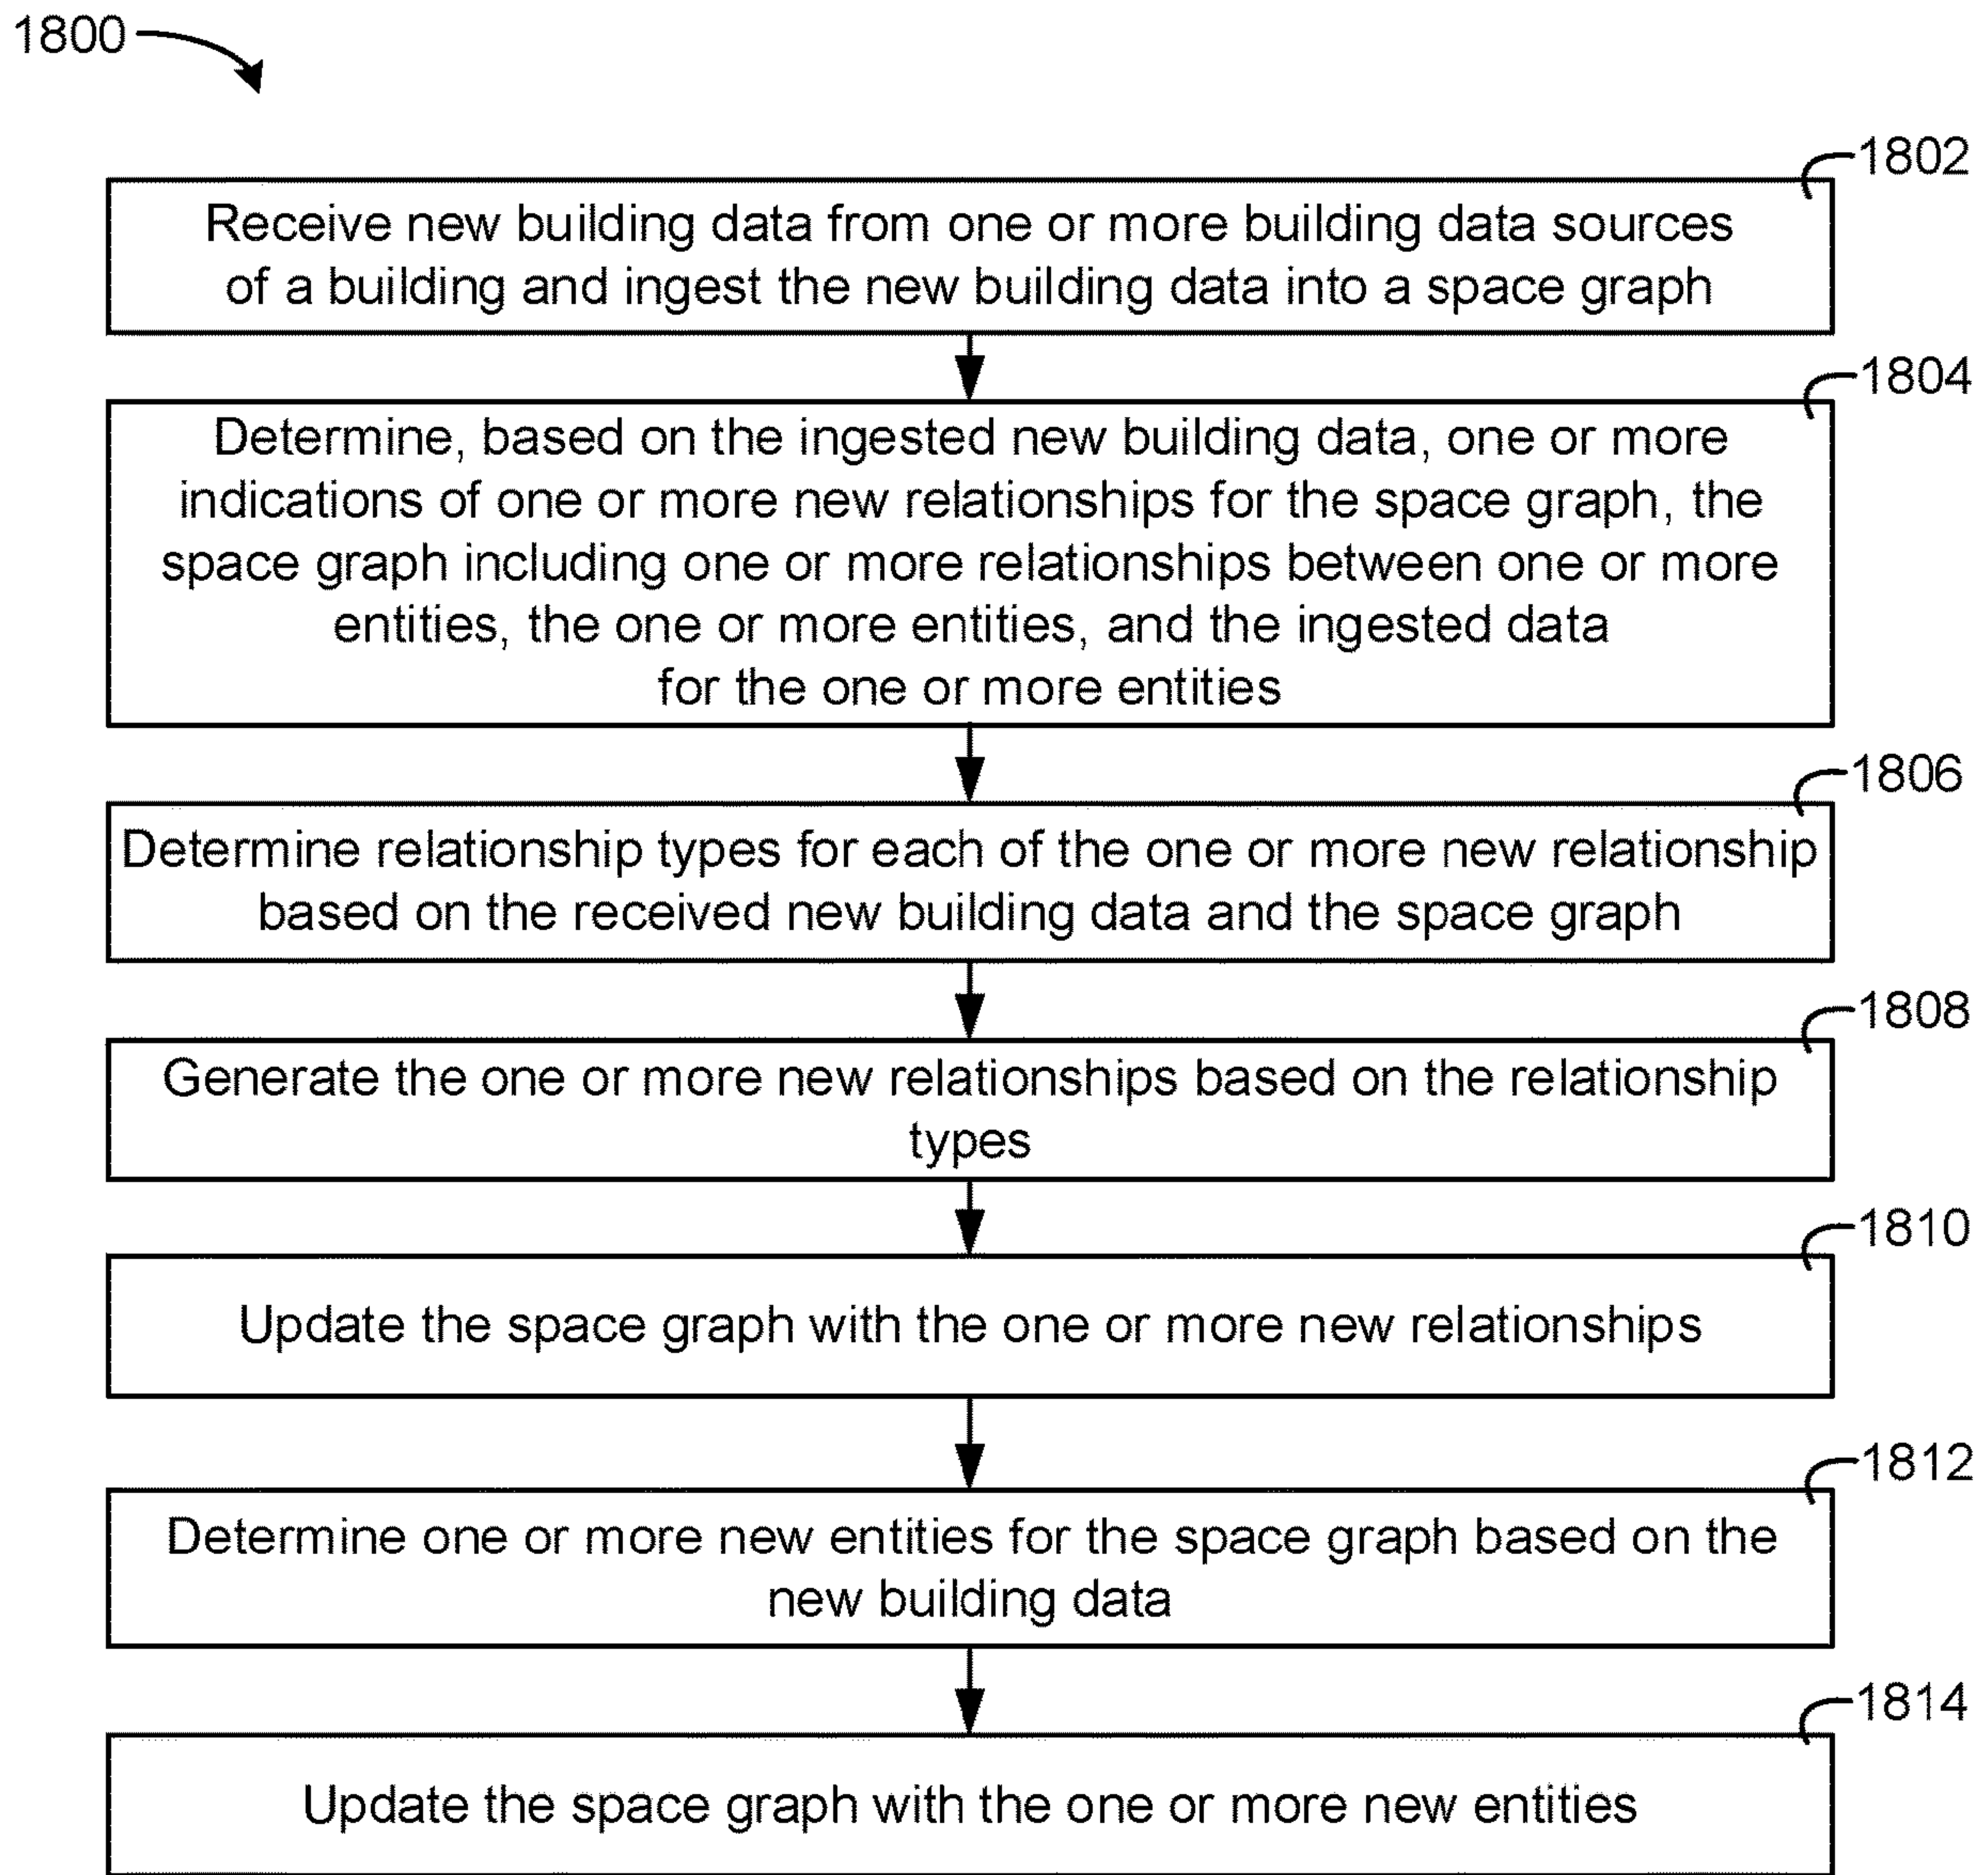 1800
1802
Receive new building data from one or more building data sources
of a building and ingest the new building data into a space graph
1804
Determine, based on the ingested new building data, one or more
indications of one or more new relationships for the space graph, the
space graph including one or more relationships between one or more
entities, the one or more entities, and the ingested data
for the one or more entities
1806
Determine relationship types for each of the one or more new relationship
based on the received new building data and the space graph
1808
Generate the one or more new relationships based on the relationship
types
1810
Update the space graph with the one or more new relationships
1812
Determine one or more new entities for the space graph based on the
new building data
1814
Update the space graph with the one or more new entities